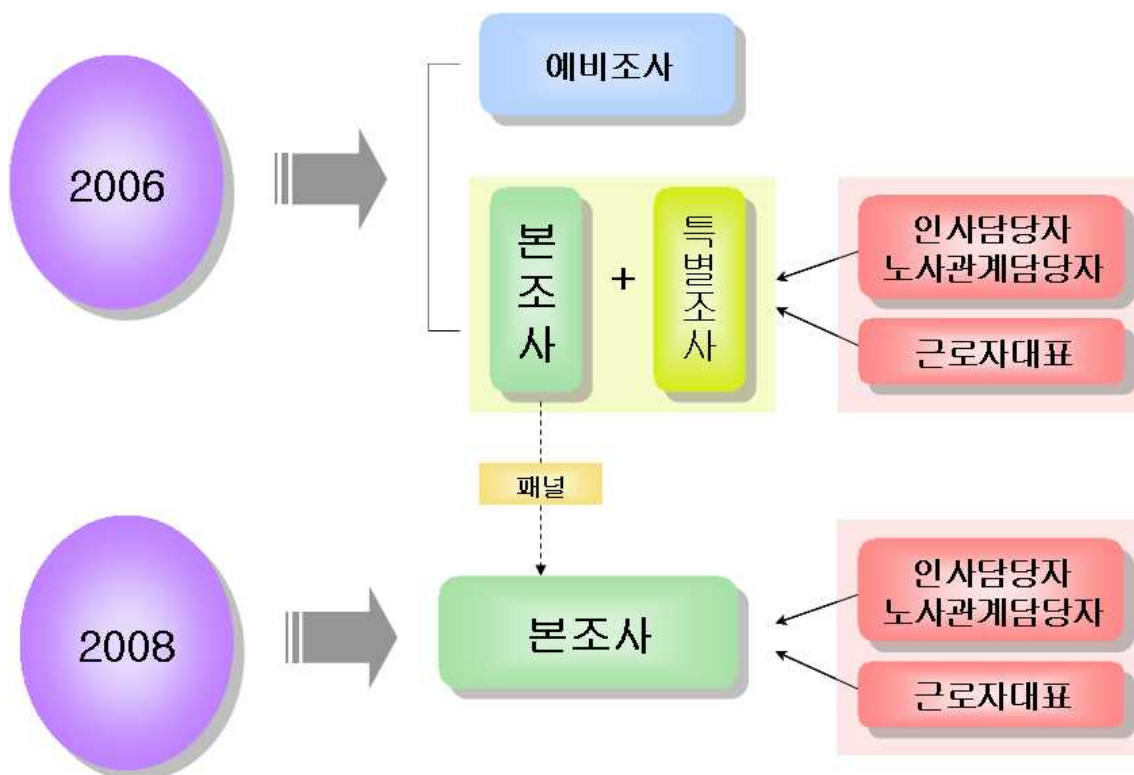 예비조사
2006
본조사
+
특별조사
인사담당자
노사관계담당자
근로자대표
패널
2008
본조사
인사담당자
노사관계담당자
근로자대표